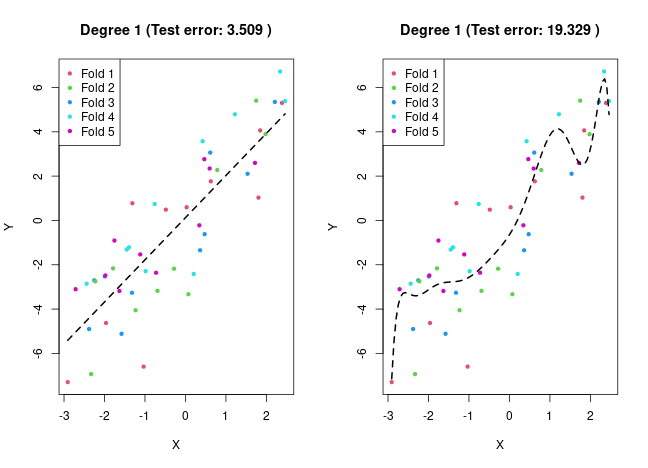 Degree 1 (Test error: 3.509 )
Fold 1
Fold 2
Fold 3
Fold 4
Fold 5
6
4
2
0
-2
-4
-6
Y
-3 -2 -1 0 1 2
X
Degree 1 (Test error: 19.329 )
Fold 1
Fold 2
Fold 3
Fold 4
Fold 5
6
4
2
0
-2
-4
-6
Y
-3 -2 -1 0 1 2
X